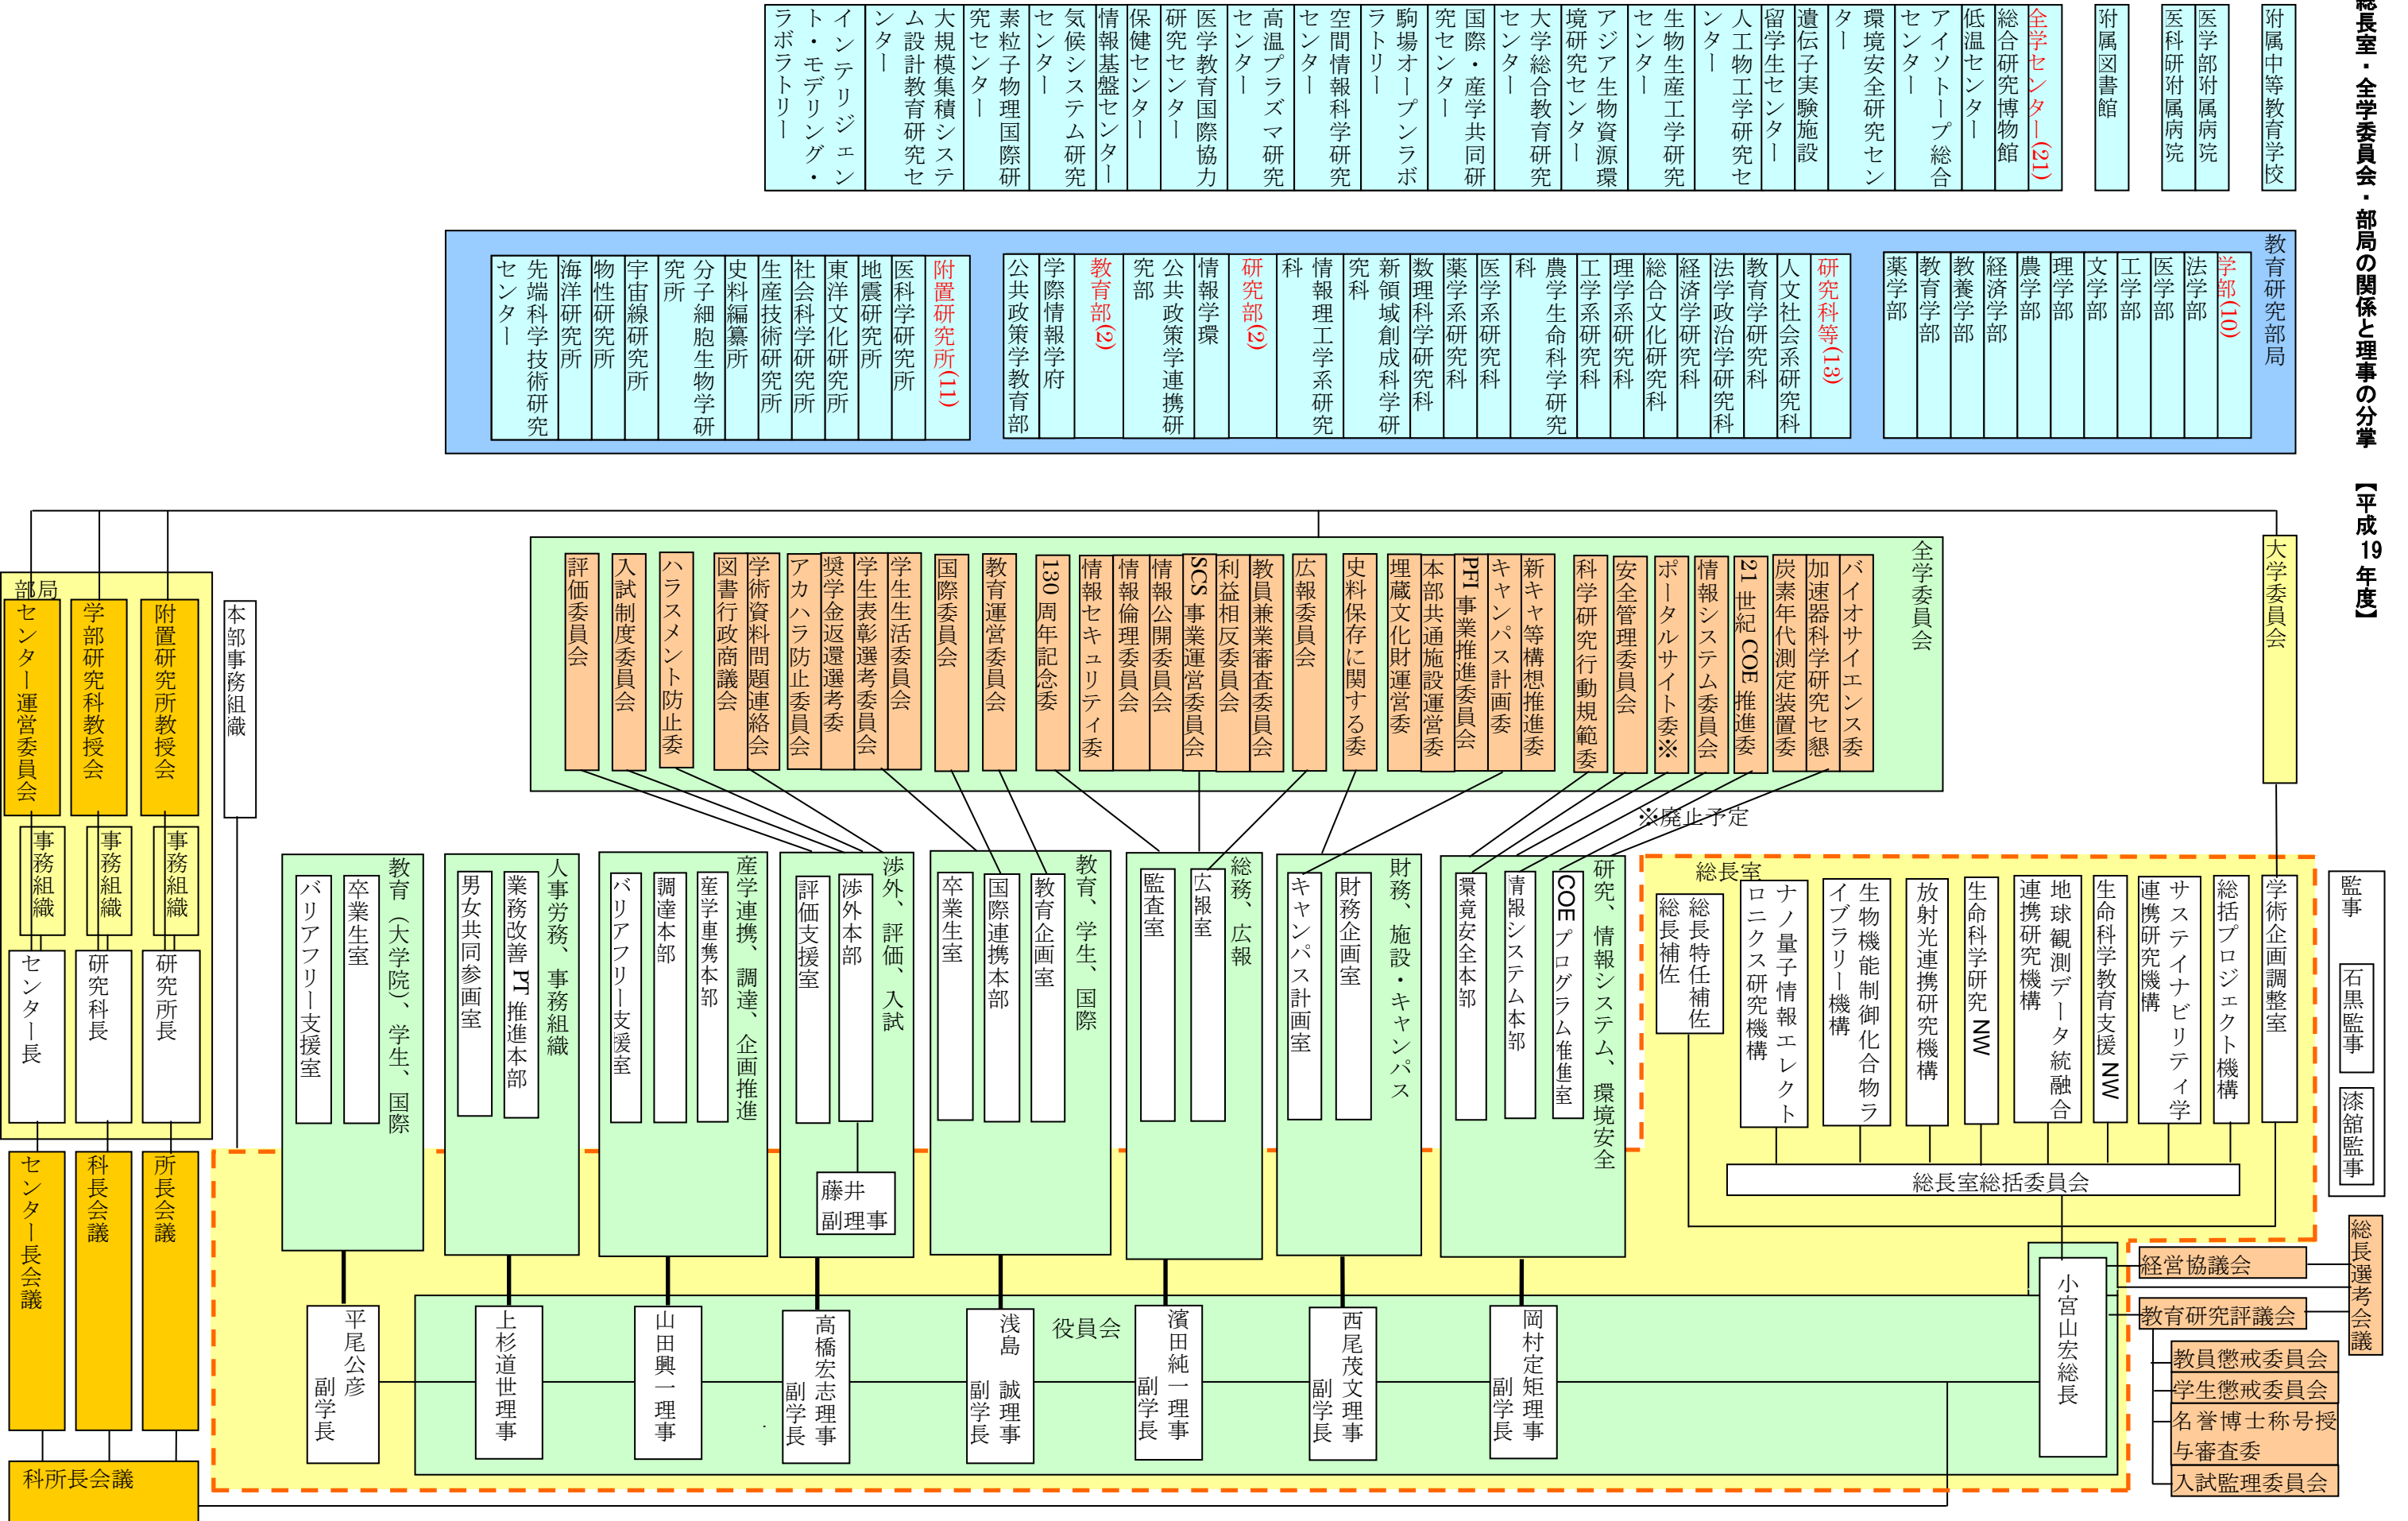 総長室・全学委員会・部局の関係と理事の分掌　【平成 19 年度】
附属中等教育学校
医学部附属病院
医科研附属病院
附属図書館
全学センター(21)
総合研究博物館
低温センター
アイソトープ総合
センター
環境安全研究セン
ター
遺伝子実験施設
留学生センター
人工物工学研究セ
ンター
生物生産工学研究
センター
アジア生物資源環
境研究センター
大学総合教育研究
センター
国際・産学共同研
究センター
駒場オープンラボ
ラトリー
空間情報科学研究
センター
高温プラズマ研究
センター
医学教育国際協力
研究センター
保健センター
情報基盤センター
気候システム研究
センター
素粒子物理国際研
究センター
大規模集積システ
ム設計教育研究セ
ンター
インテリジェン
ト・モデリング・
ラボラトリー
教育研究部局
学部(10)
法学部
医学部
工学部
文学部
理学部
農学部
経済学部
教養学部
教育学部
薬学部
研究科等(13)
人文社会系研究科
教育学研究科
法学政治学研究科
経済学研究科
総合文化研究科
理学系研究科
工学系研究科
農学生命科学研究
科
医学系研究科
薬学系研究科
数理科学研究科
新領域創成科学研
究科
情報理工学系研究
科
研究部(2)
情報学環
公共政策学連携研
究部
教育部(2)
学際情報学府
公共政策学教育部
附置研究所(11)
医科学研究所
地震研究所
東洋文化研究所
社会科学研究所
生産技術研究所
史料編纂所
分子細胞生物学研
究所
宇宙線研究所
物性研究所
海洋研究所
先端科学技術研究
センター
大学委員会
全学委員会
バイオサイエンス委
加速器科学研究セ懇
炭素年代測定装置委
21 世紀 COE 推進委
情報システム委員会
ポータルサイト委※
安全管理委員会
科学研究行動規範委
新キャ等構想推進委
キャンパス計画委
PFI 事業推進委員会
本部共通施設運営委
埋蔵文化財運営委
史料保存に関する委
広報委員会
教員兼業審査委員会
利益相反委員会
SCS 事業運営委員会
情報公開委員会
情報倫理委員会
情報セキュリティ委
130 周年記念委
教育運営委員会
国際委員会
学生生活委員会
学生表彰選考委員会
奨学金返還選考委
アカハラ防止委員会
学術資料問題連絡会
図書行政商議会
ハラスメント防止委
入試制度委員会
評価委員会
※廃止予定
本部事務組織
部局
附置研究所教授会
学部研究科教授会
センター運営委員会
事務組織
事務組織
事務組織
研究所長
研究科長
センター長
所長会議
科長会議
センター長会議
科所長会議
監事
石黒監事
漆舘監事
総長室
学術企画調整室
総括プロジェクト機構
サステイナビリティ学
連携研究機構
生命科学教育支援 NW
地球観測データ統融合
連携研究機構
生命科学研究 NW
放射光連携研究機構
生物機能制御化合物ラ
イブラリー機構
ナノ量子情報エレクト
ロニクス研究機構
総長特任補佐
総長補佐
総長室総括委員会
研究、情報システム、環境安全
COE プログラム推進室
情報システム本部
環境安全本部
財務、施設・キャンパス
財務企画室
キャンパス計画室
総務、広報
広報室
監査室
教育、学生、国際
教育企画室
国際連携本部
卒業生室
渉外、評価、入試
渉外本部
評価支援室
藤井
副理事
産学連携、調達、企画推進
産学連携本部
調達本部
バリアフリー支援室
人事労務、事務組織
業務改善 PT 推進本部
男女共同参画室
教育（大学院）、学生、国際
卒業生室
バリアフリー支援室
総長選考会議
経営協議会
教育研究評議会
教員懲戒委員会
学生懲戒委員会
名誉博士称号授
与審査委
入試監理委員会
小宮山宏総長
役員会
岡村定矩理事
副学長
西尾茂文理事
副学長
濱田純一理事
副学長
浅島　誠理事
副学長
高橋宏志理事
副学長
山田興一理事
上杉道世理事
平尾公彦
副学長